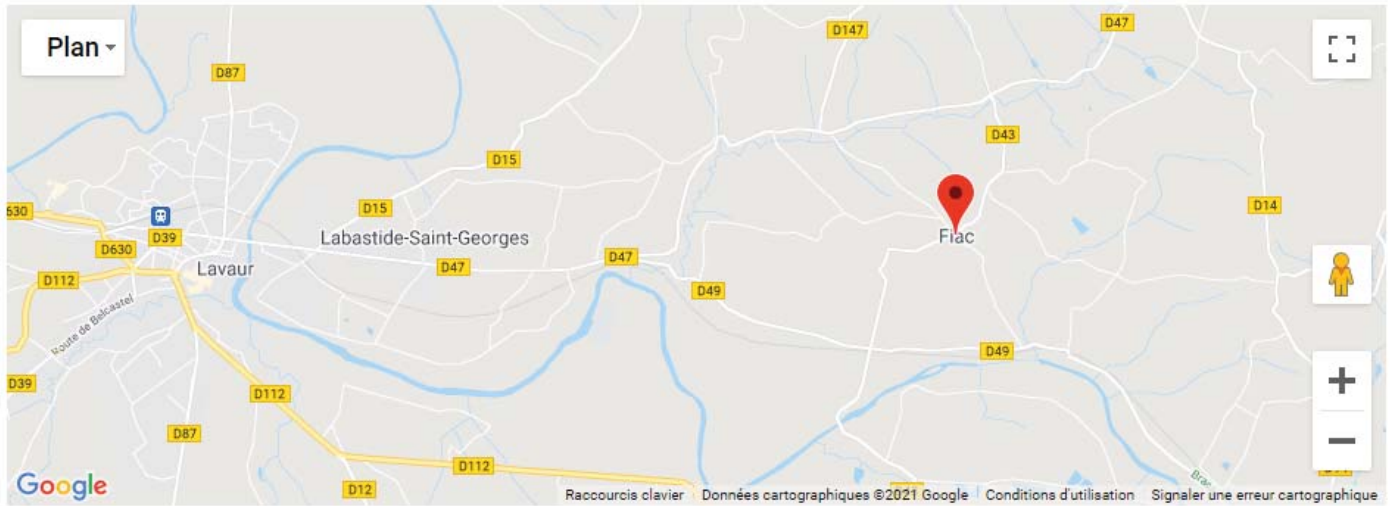 Plan
D147
D47
D87
D43
D15
D15
D14
630
D39
Labastide-Saint-Georges
Fiac
D630
D47
D47
Lavaur
D112
D49
Route de Belcastel
D49
D39
D112
D87
D112
D12
Google
Raccourcis clavier
Données cartographiques ©2021 Google
Conditions d'utilisation
Signaler une erreur cartographique